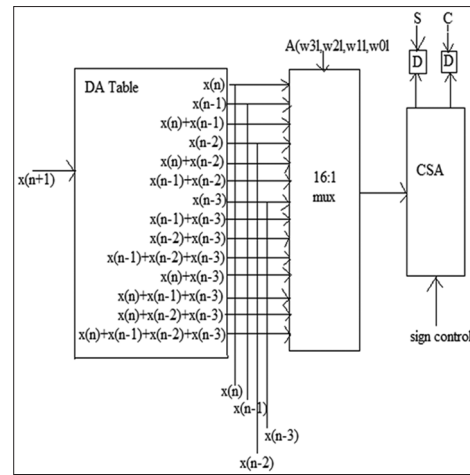 S C
A(w3l,w2l,w1l,w0l
D D
DA Table
x(n)
x(n-1)
x(n)+x(n-1)
x(n-2)
x(n)+x(n-2)
x(n-1)+x(n-2)
x(n-3)
x(n-1)+x(n-3)
x(n-2)+x(n-3)
x(n-1)+x(n-2)+x(n-3)
x(n)+x(n-3)
x(n)+x(n-1)+x(n-3)
x(n)+x(n-2)+x(n-3)
x(n)+x(n-1)+x(n-2)+x(n-3)
x(n+1)
16:1
mux
CSA
sign control
x(n)
x(n-1)
x(n-3)
x(n-2)